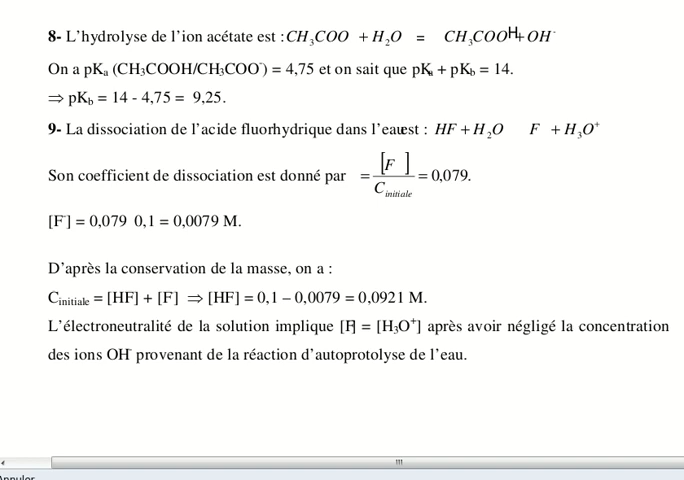 8- L'hydrolyse de l'ion acétate est : CH₃COO + H₂O = CH₃COOH + OH⁻
On a pKa (CH₃COOH/CH₃COO⁻) = 4,75 et on sait que pKa + pKb = 14.
⇒ pKb = 14 - 4,75 = 9,25.
9- La dissociation de l'acide fluorhydrique dans l'eau est : HF + H₂O F + H₃O⁺
Son coefficient de dissociation est donné par = [F ] / C initiale = 0,079.
[F⁻] = 0,079 0,1 = 0,0079 M.
D'après la conservation de la masse, on a :
Cinitiale = [HF] + [F⁻] ⇒ [HF] = 0,1 – 0,0079 = 0,0921 M.
L'électroneutralité de la solution implique [F⁻] = [H₃O⁺] après avoir négligé la concentration
des ions OH⁻ provenant de la réaction d'autoprotolyse de l'eau.
Annuler